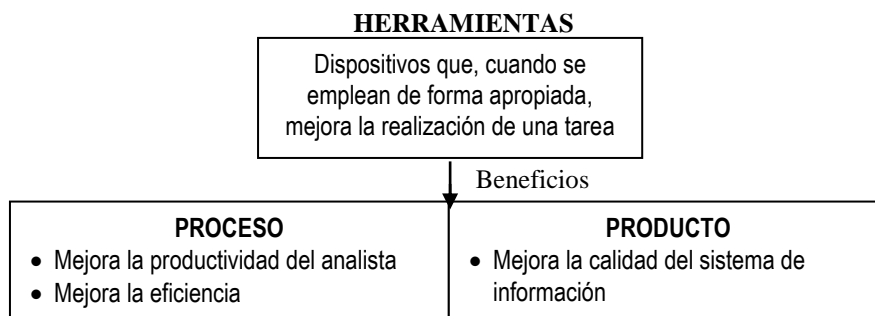 HERRAMIENTAS
Dispositivos que, cuando se
emplean de forma apropiada,
mejora la realización de una tarea
Beneficios
PROCESO
• Mejora la productividad del analista
• Mejora la eficiencia
PRODUCTO
• Mejora la calidad del sistema de
información